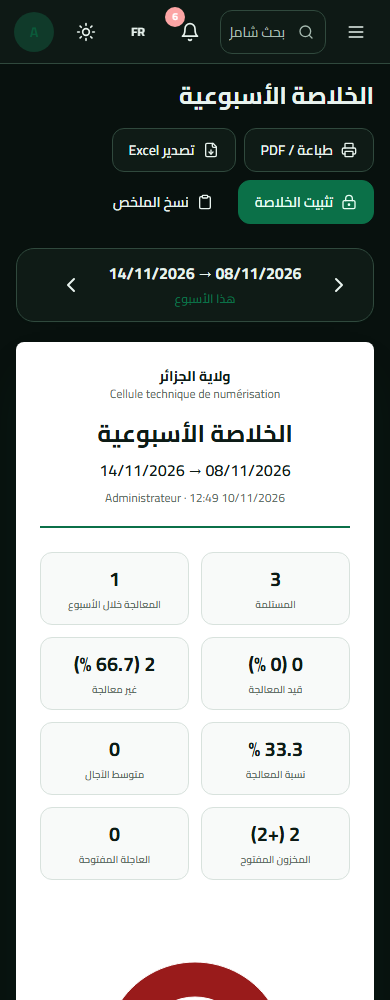 بحث شامل
6
FR
A
الخلاصة الأسبوعية
طباعة / PDF
تصدير Excel
تثبيت الخلاصة
نسخ الملخص
14/11/2026 → 08/11/2026
هذا الأسبوع
ولاية الجزائر
Cellule technique de numérisation
الخلاصة الأسبوعية
14/11/2026 → 08/11/2026
Administrateur · 12:49 10/11/2026
3
المستلمة
1
المعالجة خلال الأسبوع
0 (0 %)
قيد المعالجة
2 (66.7 %)
غير معالجة
33.3 %
نسبة المعالجة
0
متوسط الآجال
2 (+2)
المخزون المفتوح
0
العاجلة المفتوحة